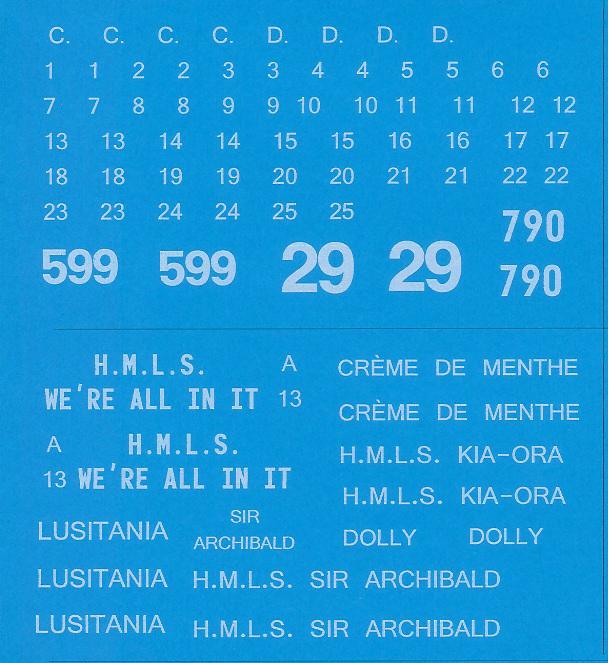 C. C. C. C. D. D. D. D.
1 1 2 2 3 3 4 4 5 5 6 6
7 7 8 8 9 9 10 10 11 11 12 12
13 13 14 14 15 15 16 16 17 17
18 18 19 19 20 20 21 21 22 22
23 23 24 24 25 25
790
599 599 29 29 790
H.M.L.S. A
WE'RE ALL IN IT 13
A H.M.L.S.
13 WE'RE ALL IN IT
CRÈME DE MENTHE
CRÈME DE MENTHE
H.M.L.S. KIA-ORA
H.M.L.S. KIA-ORA
LUSITANIA
SIR
ARCHIBALD
DOLLY DOLLY
LUSITANIA H.M.L.S. SIR ARCHIBALD
LUSITANIA H.M.L.S. SIR ARCHIBALD